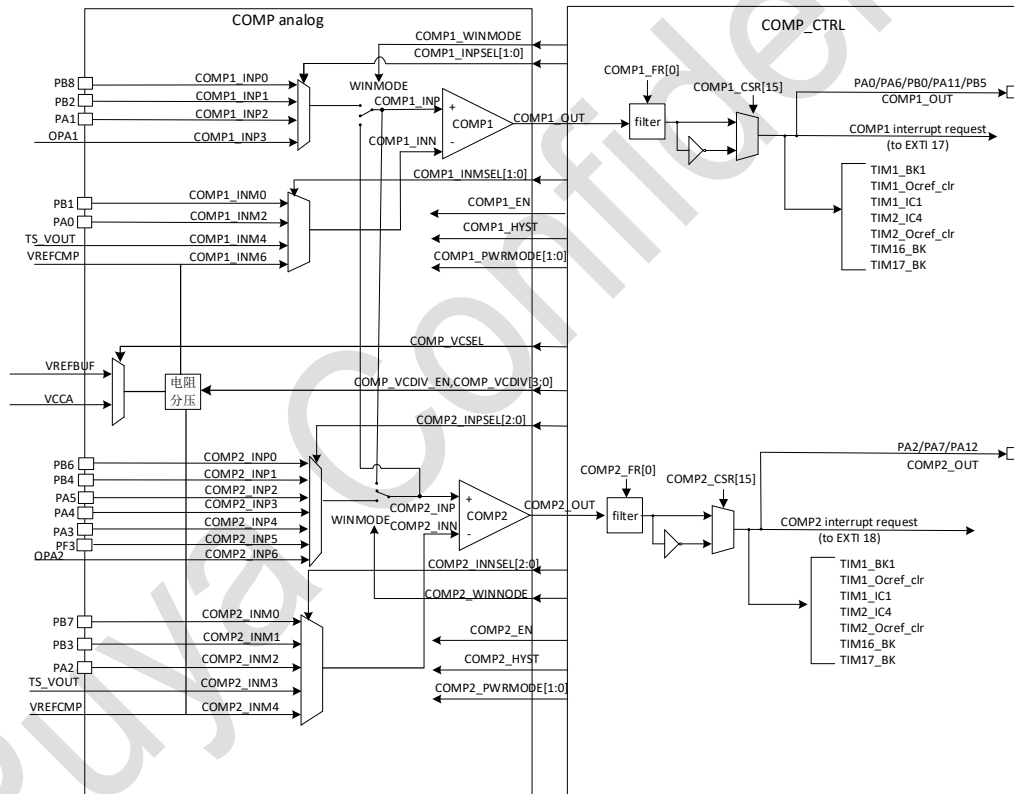 COMP analog
COMP_CTRL
COMP1_WINMODE
COMP1_INPSEL[1:0]
PB8
COMP1_INP0
PB2
COMP1_INP1
PA1
COMP1_INP2
OPA1
COMP1_INP3
WINMODE
COMP1_INP
+
COMP1
-
COMP1_INN
COMP1_OUT
COMP1_FR[0]
filter
COMP1_CSR[15]
PA0/PA6/PB0/PA11/PB5
COMP1_OUT
COMP1 interrupt request
(to EXTI 17)
TIM1_BK1
TIM1_Ocref_clr
TIM1_IC1
TIM2_IC4
TIM2_Ocref_clr
TIM16_BK
TIM17_BK
COMP1_INMSEL[1:0]
PB1
COMP1_INM0
PA0
COMP1_INM2
TS_VOUT
COMP1_INM4
VREFCMP
COMP1_INM6
COMP1_EN
COMP1_HYST
COMP1_PWRMODE[1:0]
COMP_VCSEL
VREFBUF
VCCA
电阻
分压
COMP_VCDIV_EN,COMP_VCDIV[3;0]
COMP2_INPSEL[2:0]
PB6
COMP2_INP0
PB4
COMP2_INP1
PA5
COMP2_INP2
PA4
COMP2_INP3
PA3
COMP2_INP4
PF3
COMP2_INP5
OPA2
COMP2_INP6
WINMODE
COMP2_INP
COMP2_INN
+
COMP2
-
COMP2_OUT
COMP2_FR[0]
filter
COMP2_CSR[15]
PA2/PA7/PA12
COMP2_OUT
COMP2 interrupt request
(to EXTI 18)
TIM1_BK1
TIM1_Ocref_clr
TIM1_IC1
TIM2_IC4
TIM2_Ocref_clr
TIM16_BK
TIM17_BK
COMP2_INNSEL[2:0]
COMP2_WINNODE
PB7
COMP2_INM0
PB3
COMP2_INM1
PA2
COMP2_INM2
TS_VOUT
COMP2_INM3
VREFCMP
COMP2_INM4
COMP2_EN
COMP2_HYST
COMP2_PWRMODE[1:0]
Puya Confiden